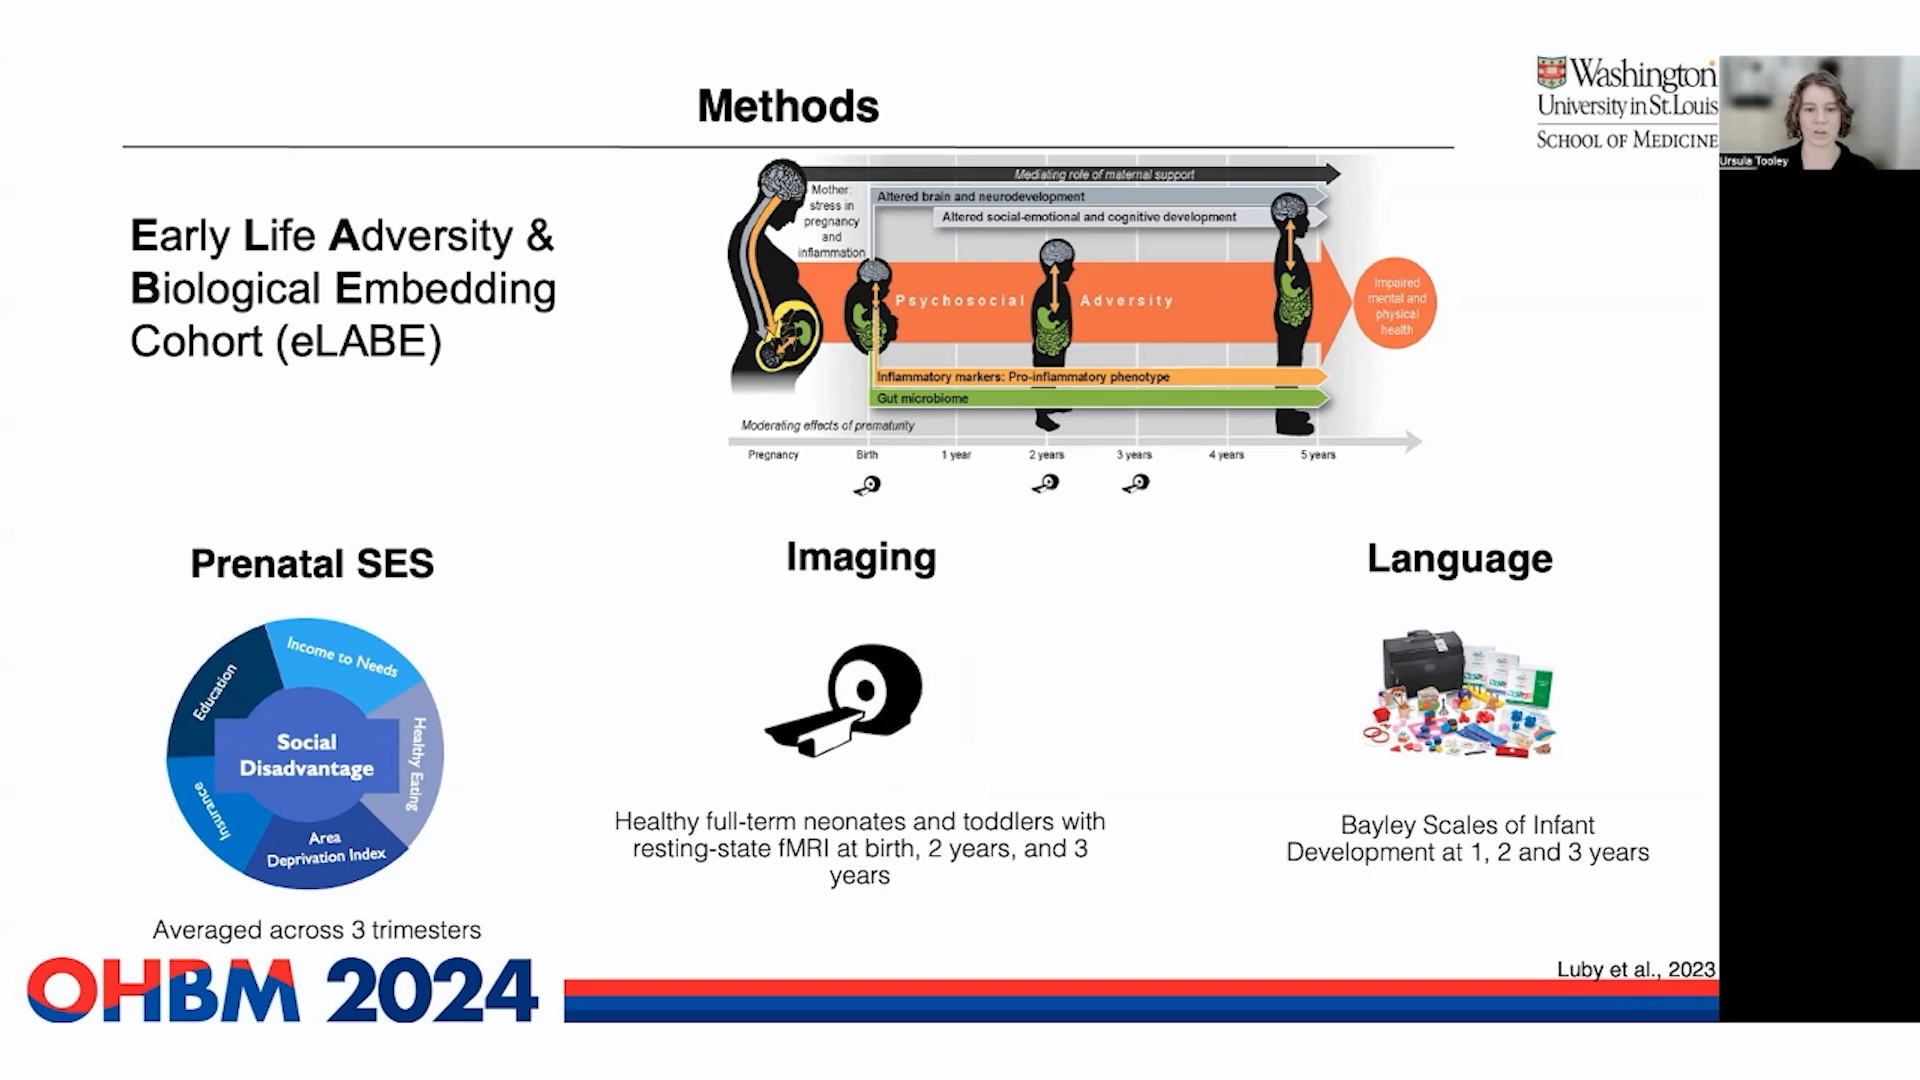 Methods
Washington
University in St. Louis
SCHOOL OF MEDICINE
Ursula Tooley
Early Life Adversity &
Biological Embedding
Cohort (eLABE)
Mediating role of maternal support
Mother:
stress in
pregnancy
and
inflammation
Altered brain and neurodevelopment
Altered social-emotional and cognitive development
Psychosocial Adversity
Impaired
mental and
physical
health
Inflammatory markers: Pro-inflammatory phenotype
Gut microbiome
Moderating effects of prematurity
Pregnancy Birth 1 year 2 years 3 years 4 years 5 years
Prenatal SES
Income to Needs
Education
Healthy Eating
Social
Disadvantage
Insurance
Area
Deprivation Index
Averaged across 3 trimesters
Imaging
Healthy full-term neonates and toddlers with
resting-state fMRI at birth, 2 years, and 3
years
Language
Bayley Scales of Infant
Development at 1, 2 and 3 years
Luby et al., 2023
OHBM 2024